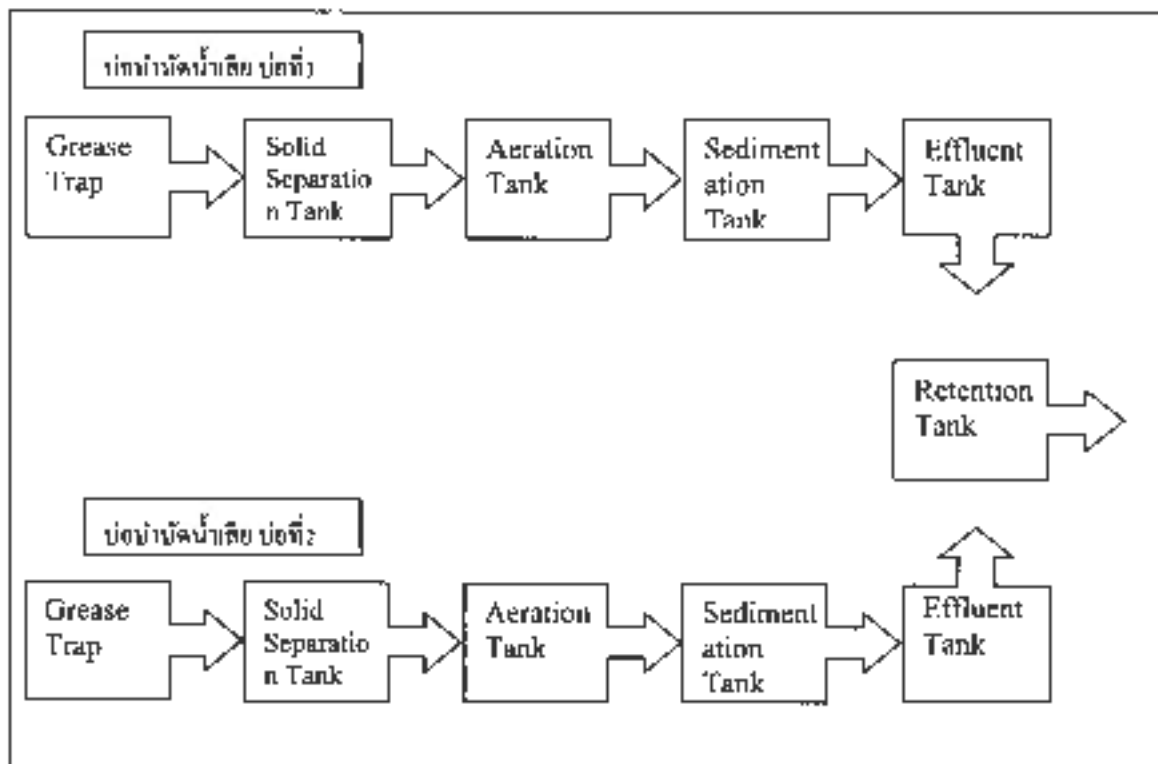 บ่อบำบัดน้ำเสีย บ่อที่1
Grease
Trap
Solid
Separatio
n Tank
Aeration
Tank
Sediment
ation
Tank
Effluent
Tank
Retention
Tank
บ่อบำบัดน้ำเสีย บ่อที่2
Grease
Trap
Solid
Separatio
n Tank
Aeration
Tank
Sediment
ation
Tank
Effluent
Tank